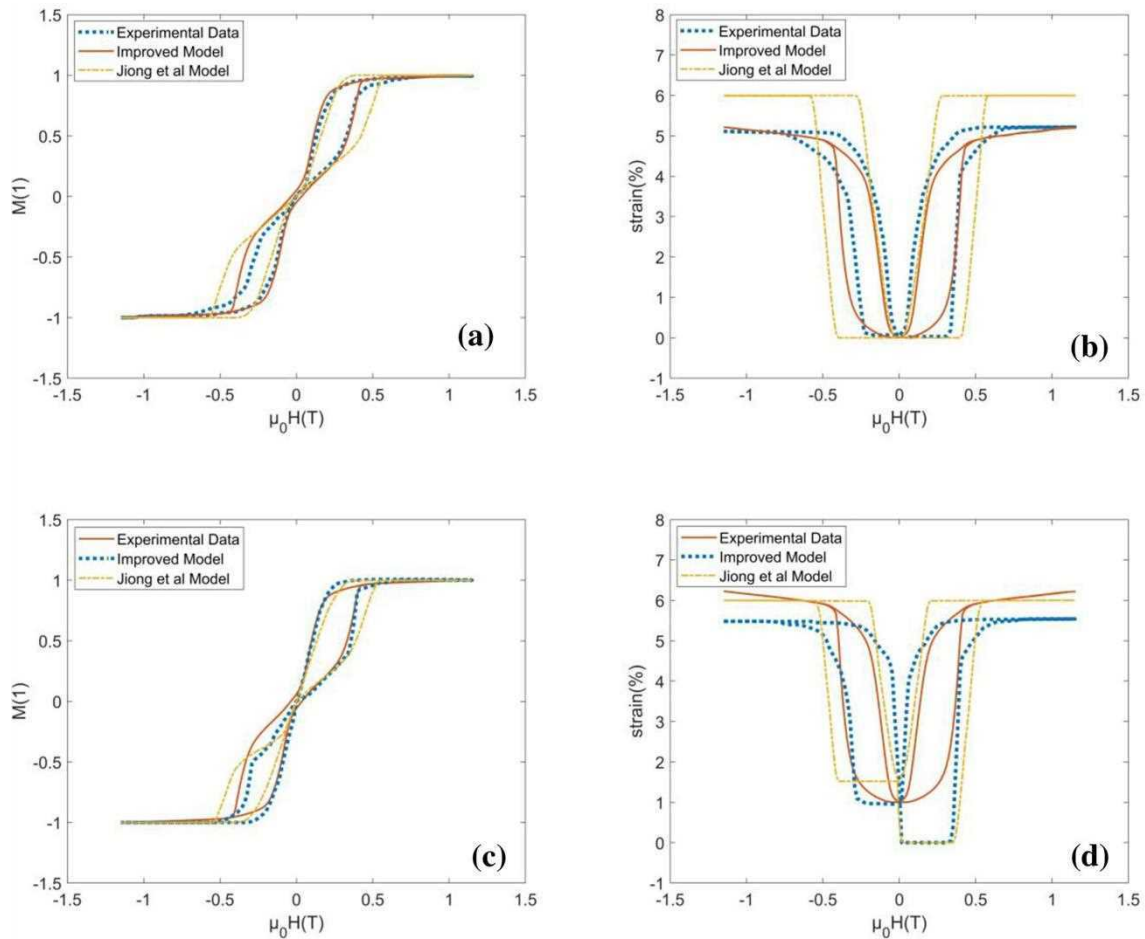 1.5
1
0.5
0
-0.5
-1
-1.5
M(1)
Experimental Data
Improved Model
Jiong et al Model
(a)
-1.5 -1 -0.5 0 0.5 1 1.5
μ0H(T)
8
7
6
5
4
3
2
1
0
-1
strain(%)
Experimental Data
Improved Model
Jiong et al Model
(b)
-1.5 -1 -0.5 0 0.5 1 1.5
μ0H(T)
1.5
1
0.5
0
-0.5
-1
-1.5
M(1)
Experimental Data
Improved Model
Jiong et al Model
(c)
-1.5 -1 -0.5 0 0.5 1 1.5
μ0H(T)
8
7
6
5
4
3
2
1
0
-1
strain(%)
Experimental Data
Improved Model
Jiong et al Model
(d)
-1.5 -1 -0.5 0 0.5 1 1.5
μ0H(T)